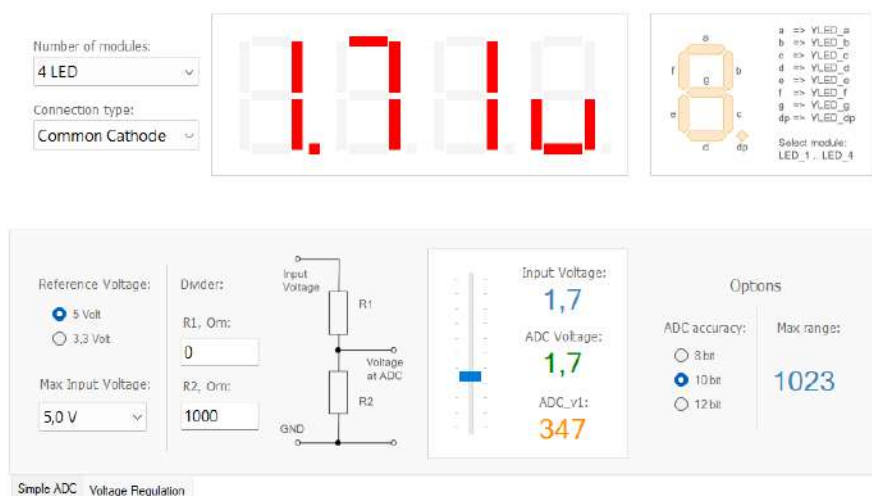 Number of modules:
4 LED
Connection type:
Common Cathode
1.71u
a
b
c
d
e
f
g
dp
a => YLED_a
b => YLED_b
c => YLED_c
d => YLED_d
e => YLED_e
f => YLED_f
g => YLED_g
dp => YLED_dp
Select module:
LED_1 .. LED_4
Reference Voltage:
5 Volt
3,3 Volt
Max Input Voltage:
5,0 V
Divider:
R1, Om:
0
R2, Om:
1000
Input
Voltage
R1
Voltage
at ADC
R2
GND
Input Voltage:
1,7
ADC Voltage:
1,7
ADC_v1:
347
Options
ADC accuracy:
8 bit
10 bit
12 bit
Max range:
1023
Simple ADC
Voltage Regulation